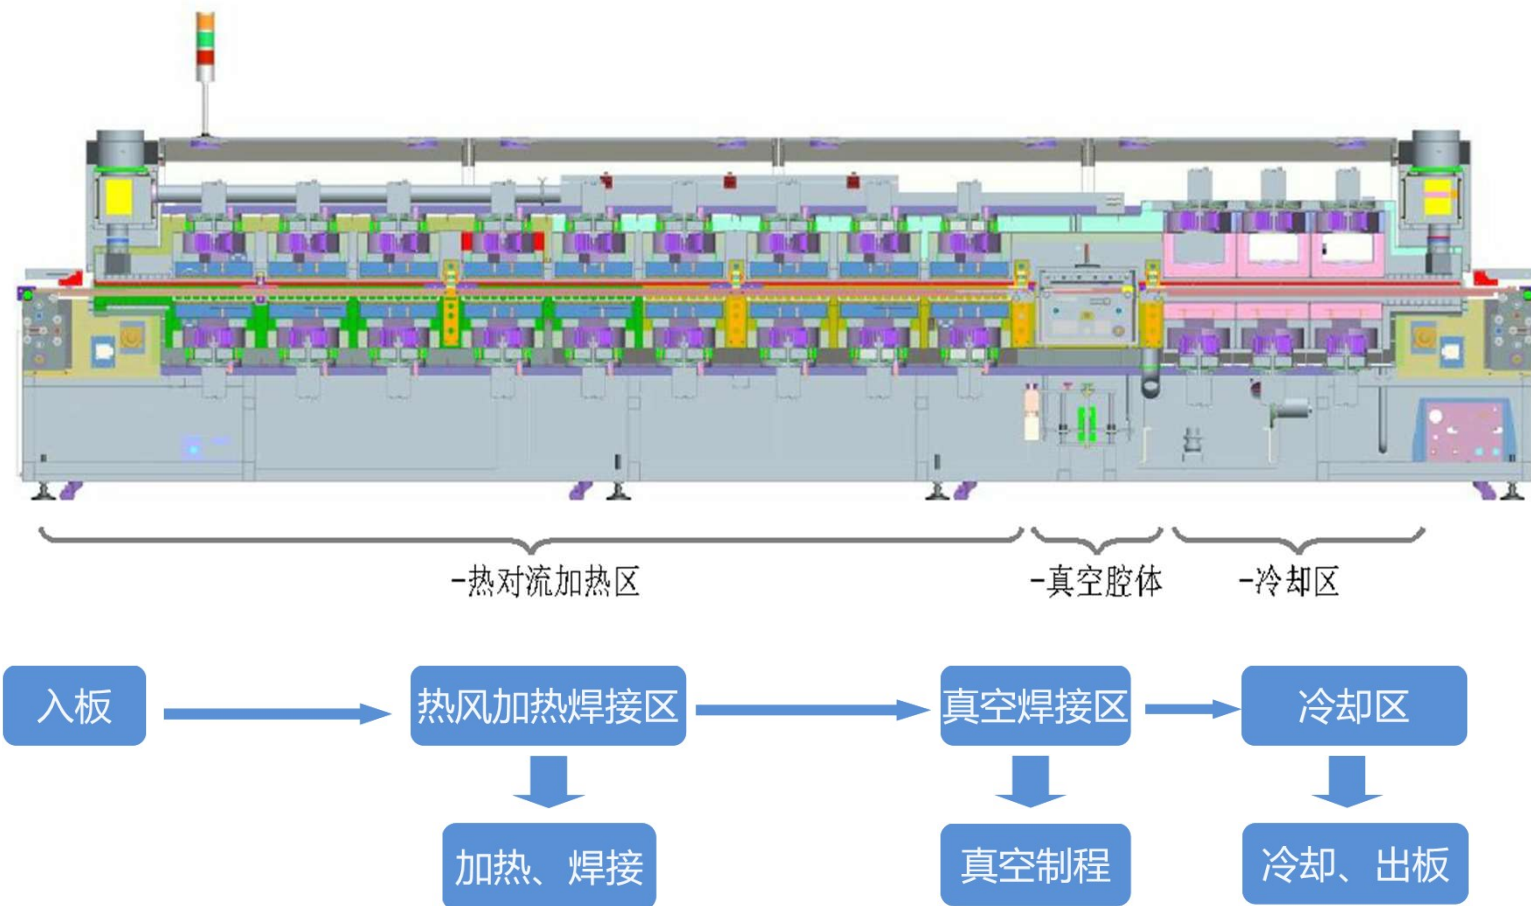 -热对流加热区
-真空腔体
-冷却区
入板
热风加热焊接区
真空焊接区
冷却区
加热、焊接
真空制程
冷却、出板